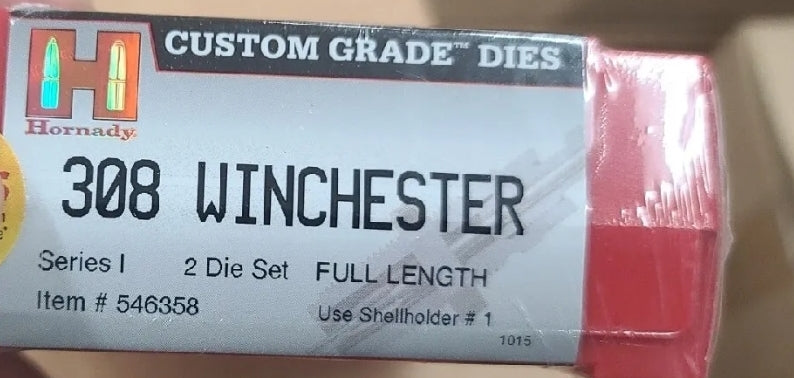 CUSTOM GRADE™ DIES
Hornady
308 WINCHESTER
Series I 2 Die Set FULL LENGTH
Item # 546358
Use Shellholder # 1
1015